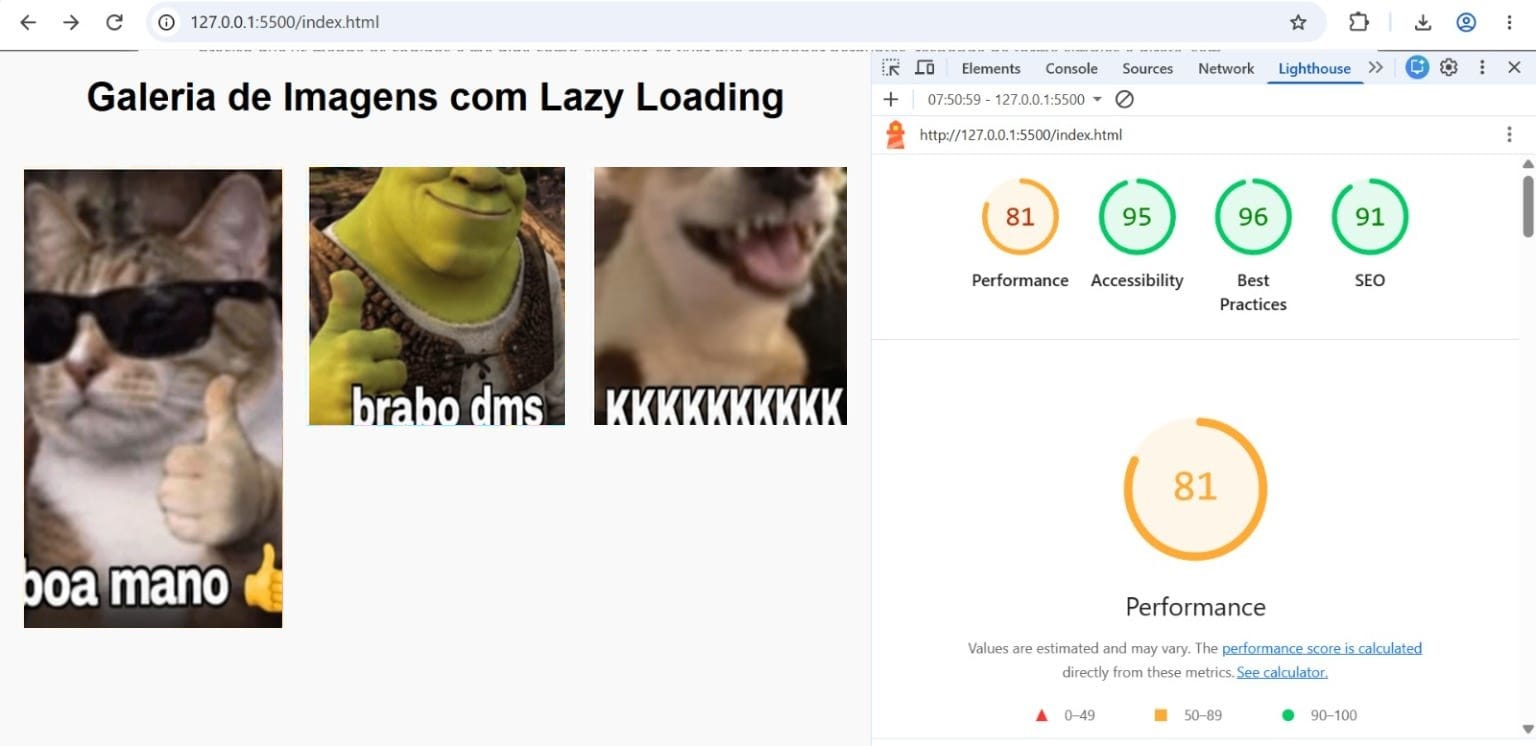 127.0.0.1:5500/index.html
Galeria de Imagens com Lazy Loading
boa mano
brabo dms
KKKKKKKKKK
Elements Console Sources Network Lighthouse
07:50:59 - 127.0.0.1:5500
http://127.0.0.1:5500/index.html
81 95 96 91
Performance Accessibility Best Practices SEO
81
Performance
Values are estimated and may vary. The performance score is calculated
directly from these metrics. See calculator.
0–49 50–89 90–100